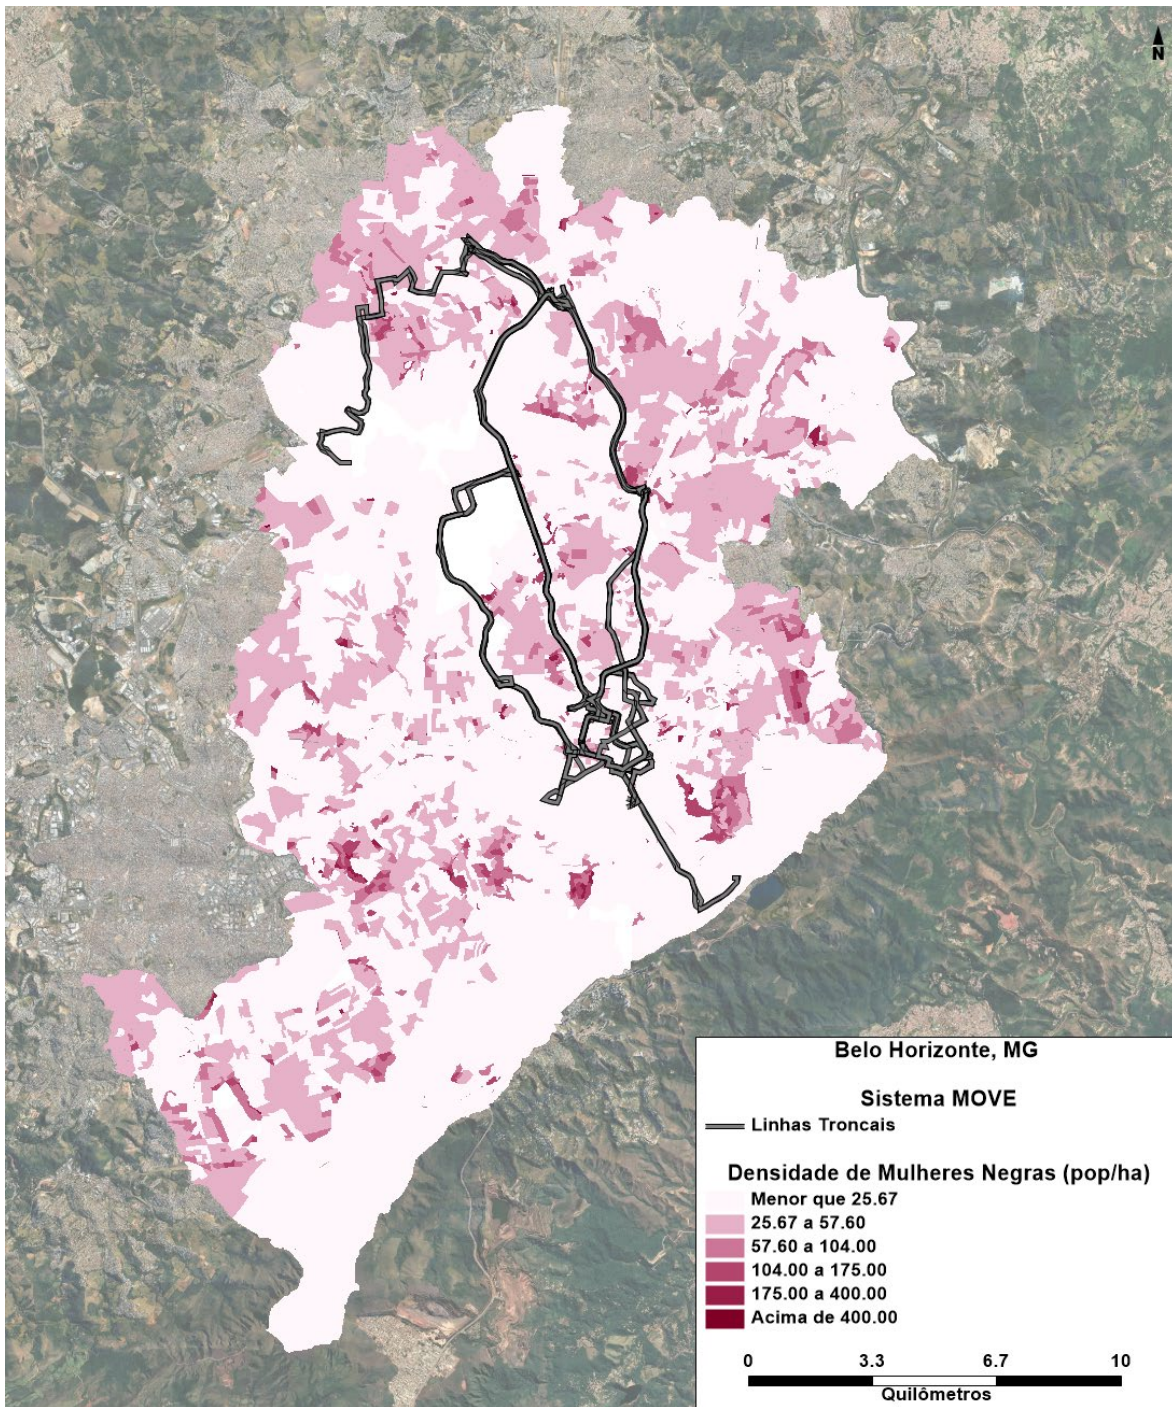 N
Belo Horizonte, MG
Sistema MOVE
Linhas Troncais
Densidade de Mulheres Negras (pop/ha)
Menor que 25.67
25.67 a 57.60
57.60 a 104.00
104.00 a 175.00
175.00 a 400.00
Acima de 400.00
0 3.3 6.7 10
Quilômetros